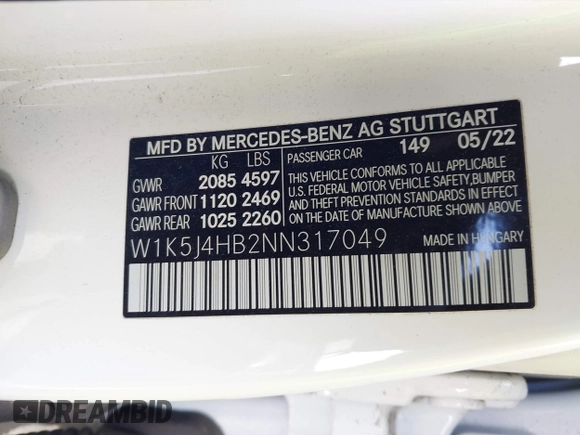 MFD BY MERCEDES-BENZ AG STUTTGART
KG LBS PASSENGER CAR 149 05/22
GVWR 2085 4597
GAWR FRONT 1120 2469
GAWR REAR 1025 2260
THIS VEHICLE CONFORMS TO ALL APPLICABLE
U.S. FEDERAL MOTOR VEHICLE SAFETY, BUMPER
AND THEFT PREVENTION STANDARDS IN EFFECT
ON THE DATE OF MANUFACTURE SHOWN ABOVE
W1K5J4HB2NN317049 MADE IN HUNGARY
DREAMBID